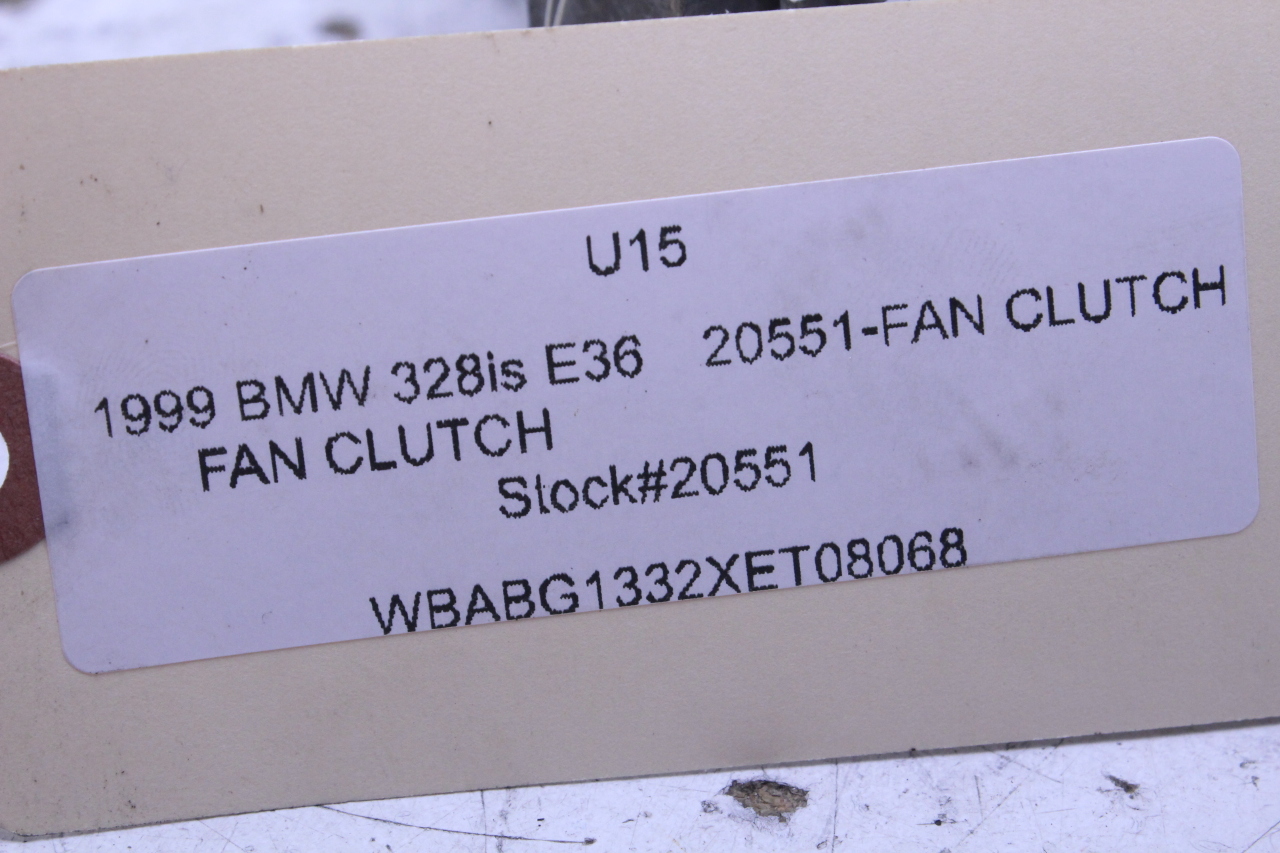 U15
1999 BMW 328is E36 20551-FAN CLUTCH
FAN CLUTCH
Stock#20551
WBABG1332XET08068